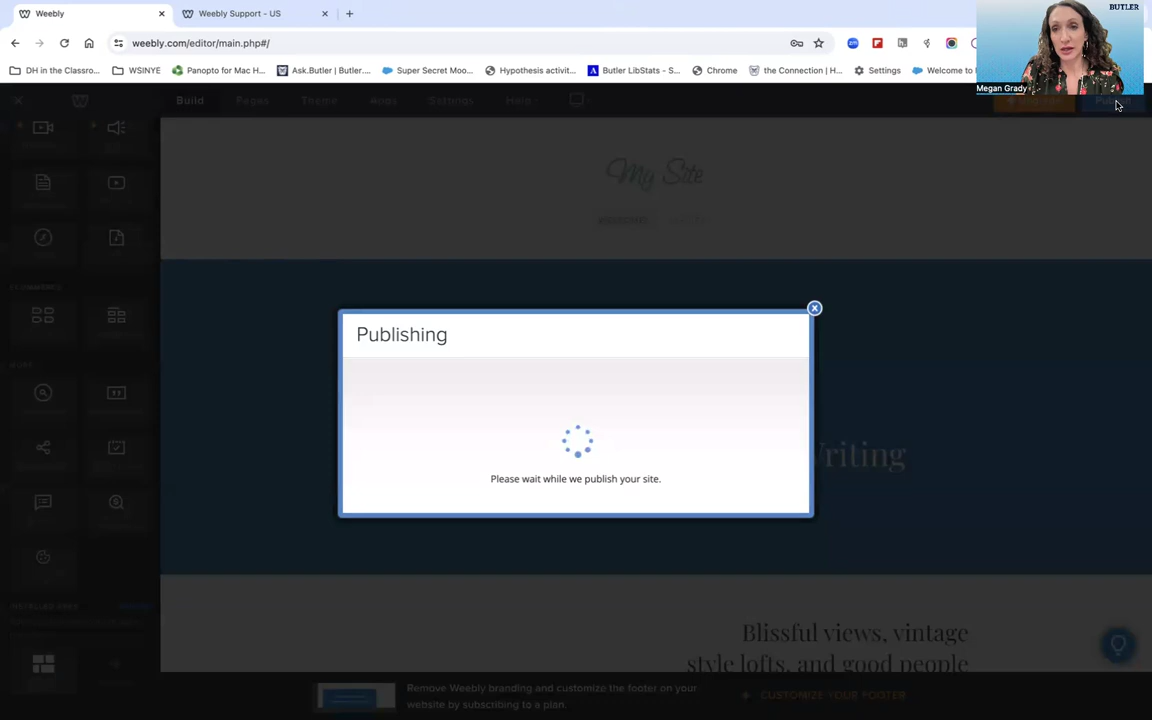 Weebly
Weebly Support - US
weebly.com/editor/main.php#/
DH in the Classro...
WSINYE
Panopto for Mac H...
Ask.Butler | Butler....
Super Secret Moo...
Hypothesis activit...
Butler LibStats – S...
Chrome
the Connection | H...
Settings
Welcome to
BUTLER
Megan Grady
Build
Pages
Theme
Apps
Settings
Help
Publish
My Site
Publishing
Please wait while we publish your site.
Writing
Blissful views, vintage
style lofts, and good people
Remove Weebly branding and customize the footer on your
website by subscribing to a plan.
CUSTOMIZE YOUR FOOTER